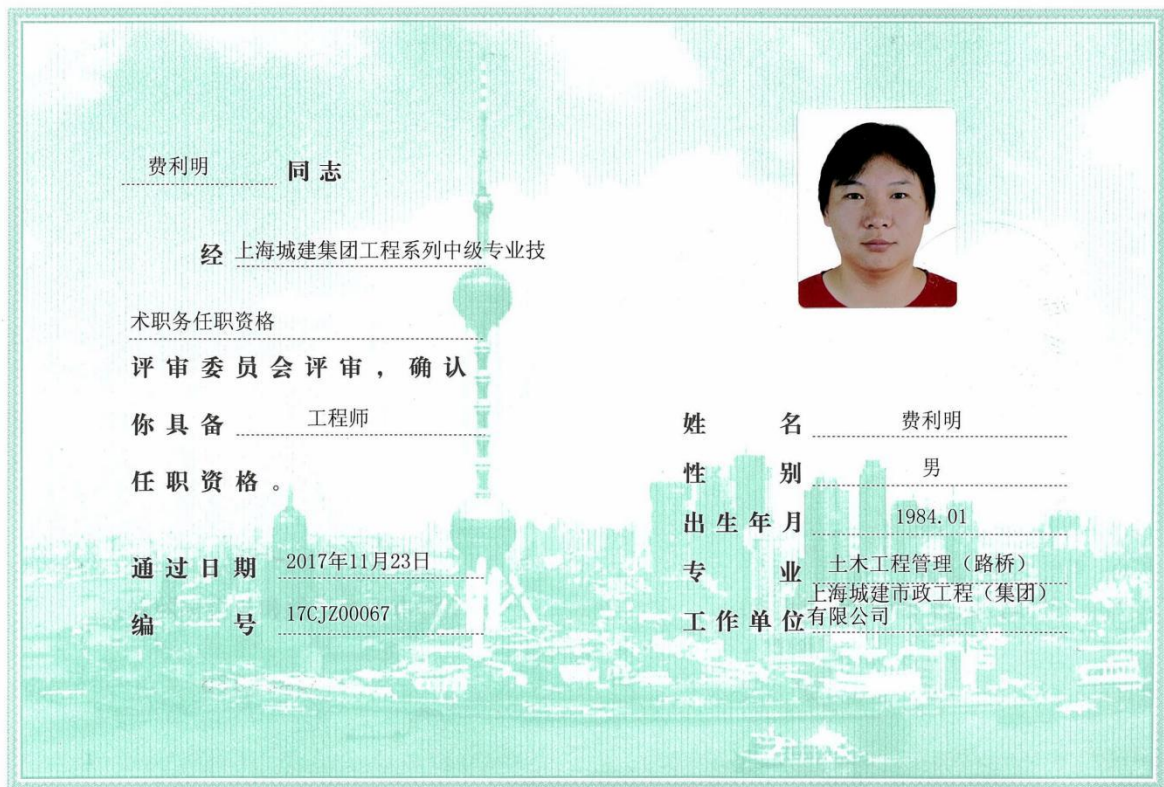 费利明 同志
经 上海城建集团工程系列中级专业技
术职务任职资格
评审委员会评审，确认
你具备 工程师
任职资格。
通过日期 2017年11月23日
编号 17CJZ00067
姓名 费利明
性别 男
出生年月 1984.01
专业 土木工程管理（路桥）
上海城建市政工程（集团）
工作单位 有限公司